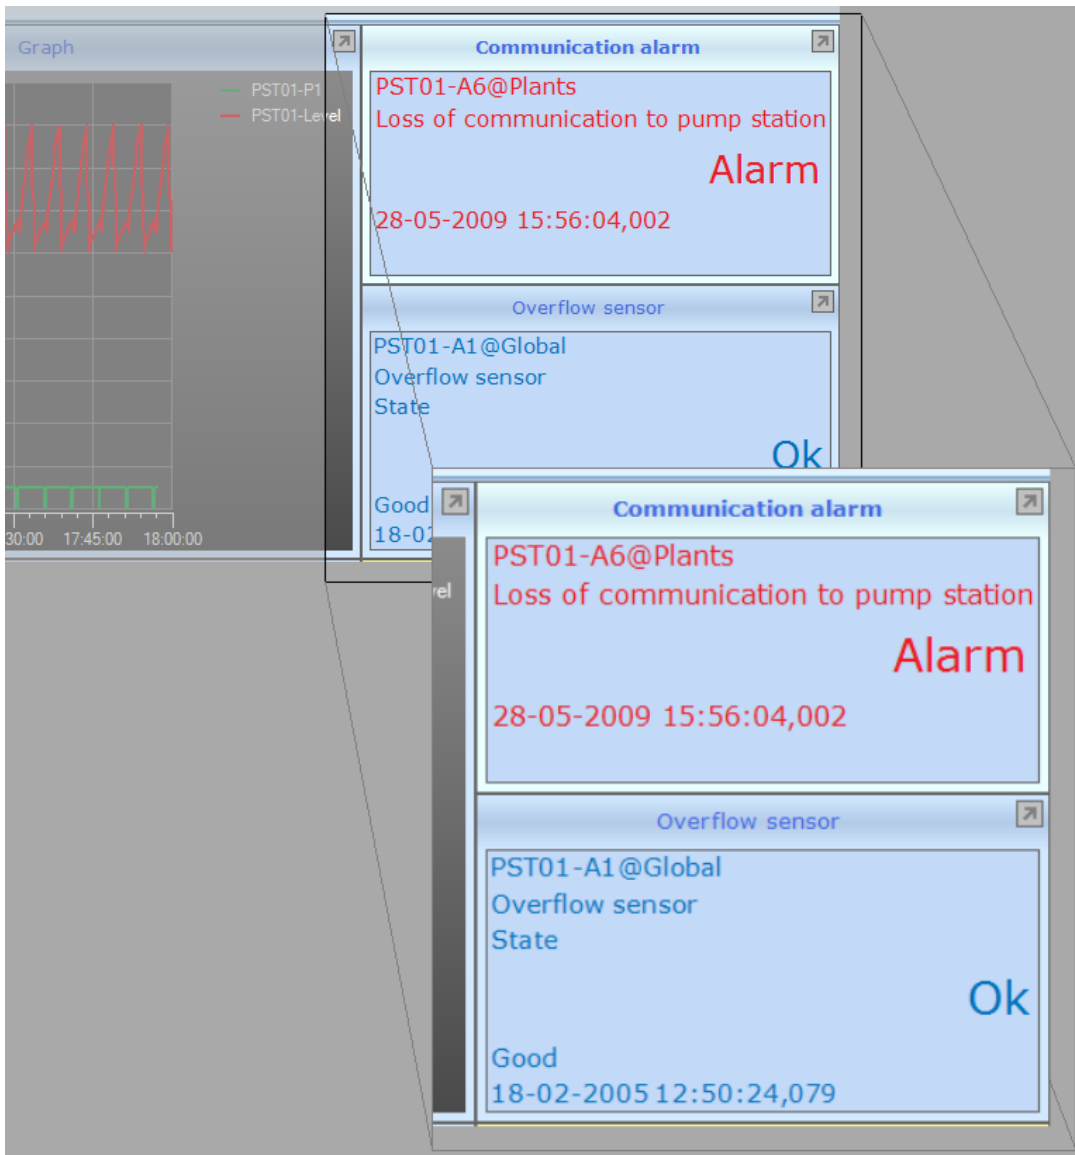 Graph
PST01-P1
PST01-Level
30:00 17:45:00 18:00:00
Communication alarm
PST01-A6@Plants
Loss of communication to pump station
Alarm
28-05-2009 15:56:04,002
Overflow sensor
PST01-A1@Global
Overflow sensor
State
Ok
Good
18-02
vel
Communication alarm
PST01-A6@Plants
Loss of communication to pump station
Alarm
28-05-2009 15:56:04,002
Overflow sensor
PST01-A1@Global
Overflow sensor
State
Ok
Good
18-02-2005 12:50:24,079